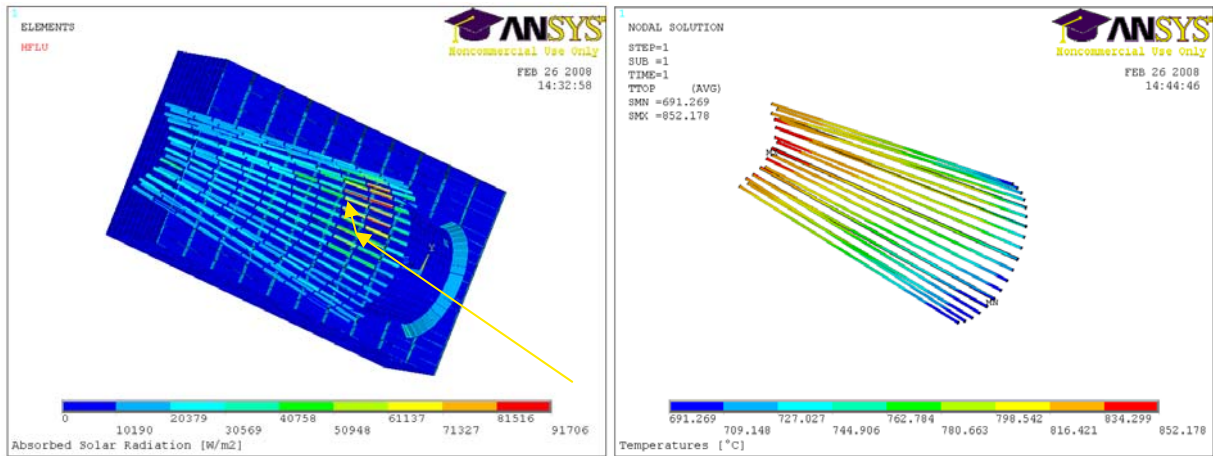 1
ELEMENTS
HFLU
ANSYS
Noncommercial Use Only
FEB 26 2008
14:32:58
Y
0
20379
40758
61137
81516
10190
30569
50948
71327
91706
Absorbed Solar Radiation [W/m2]
1
NODAL SOLUTION
STEP=1
SUB =1
TIME=1
TTOP (AVG)
SMN =691.269
SMX =852.178
ANSYS
Noncommercial Use Only
FEB 26 2008
14:44:46
MX
MN
691.269
727.027
762.784
798.542
834.299
709.148
744.906
780.663
816.421
852.178
Temperatures [°C]